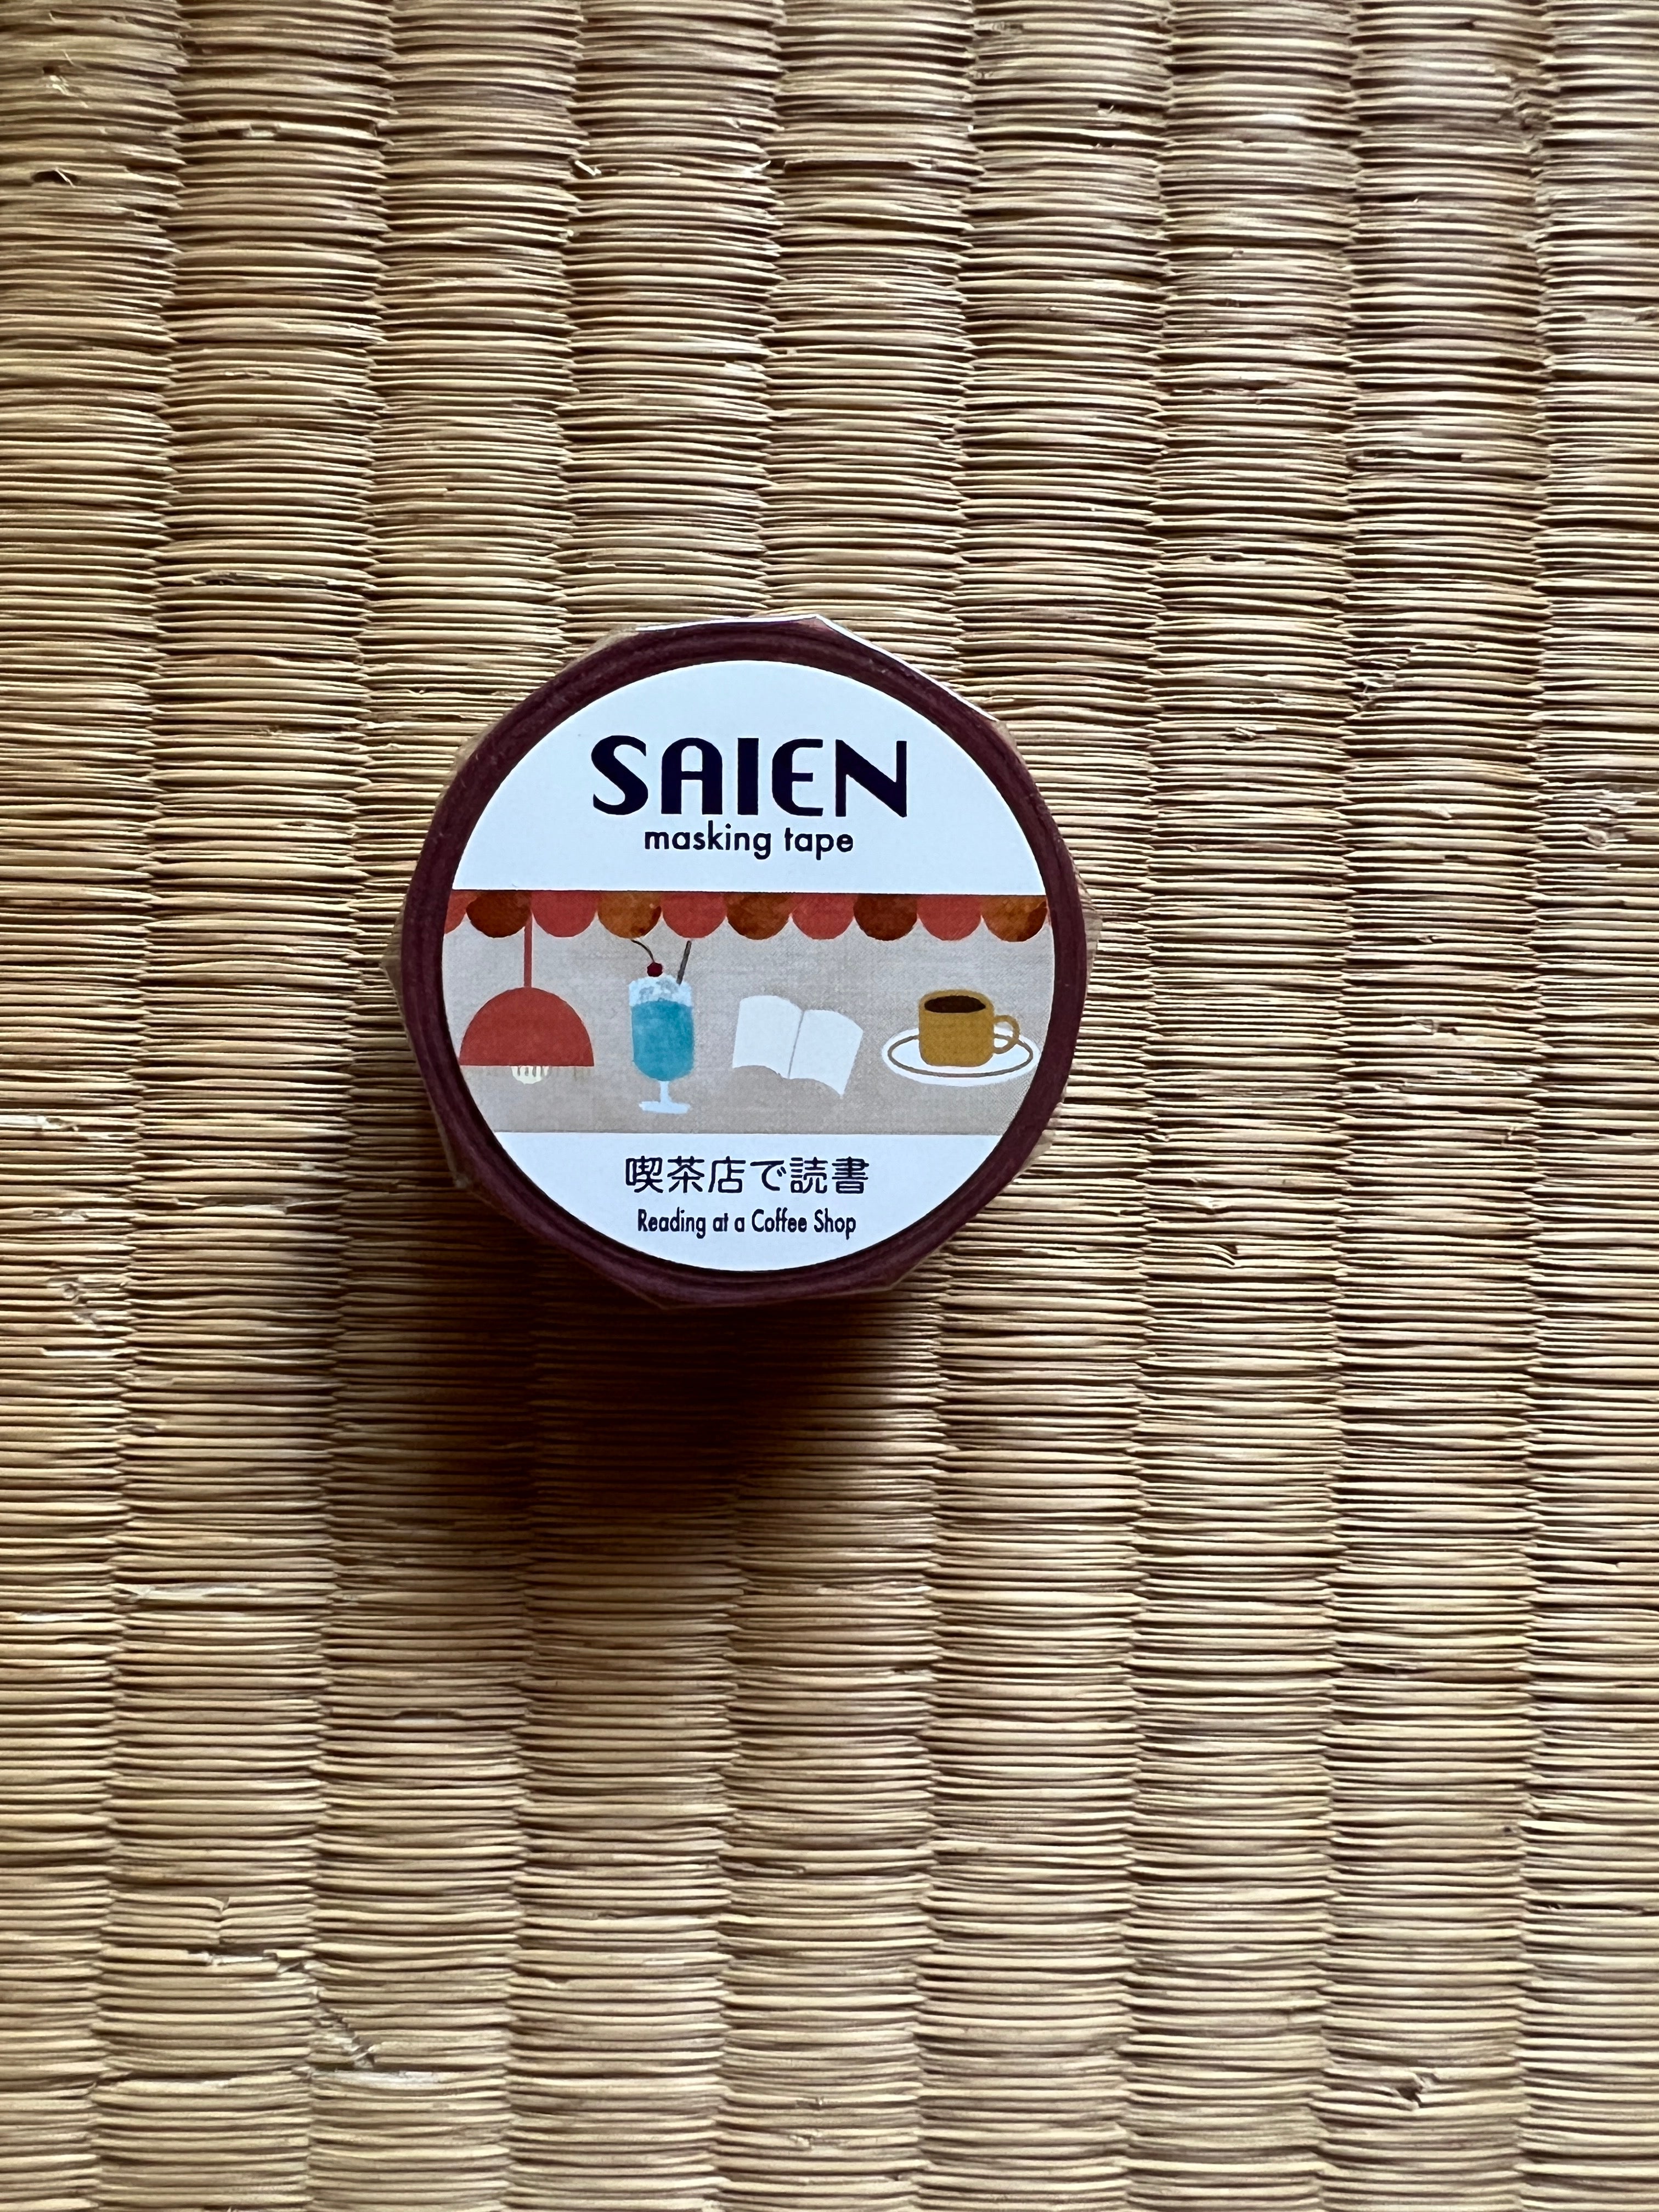 SAIEN
masking tape
喫茶店で読書
Reading at a Coffee Shop